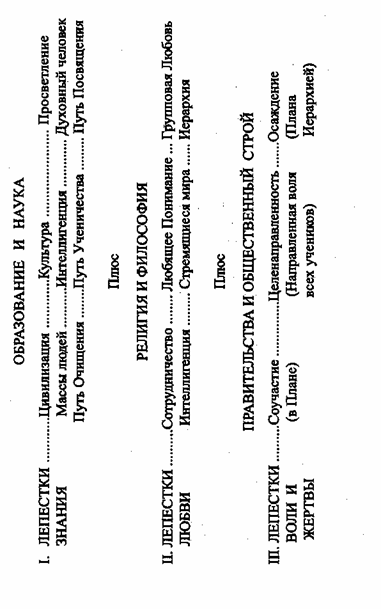 ОБРАЗОВАНИЕ И НАУКА
I. ЛЕПЕСТКИ .........Цивилизация ...........Культура ........................Просветление
ЗНАНИЯ Массы людей ......Интеллигенция ...........Духовный человек
Путь Очищения .....Путь Ученичества .........Путь Посвящения
Плюс
РЕЛИГИЯ И ФИЛОСОФИЯ
II. ЛЕПЕСТКИ .........Сотрудничество ........Любящее Понимание ... Групповая Любовь
ЛЮБВИ Интеллигенция ........ Стремящиеся мира ..... Иерархия
Плюс
ПРАВИТЕЛЬСТВА И ОБЩЕСТВЕННЫЙ СТРОЙ
III. ЛЕПЕСТКИ .........Соучастие ................Целенаправленность ......Осаждение
ВОЛИ И (в Плане) (Направленная воля (Плана
ЖЕРТВЫ всех учеников) Иерархией)